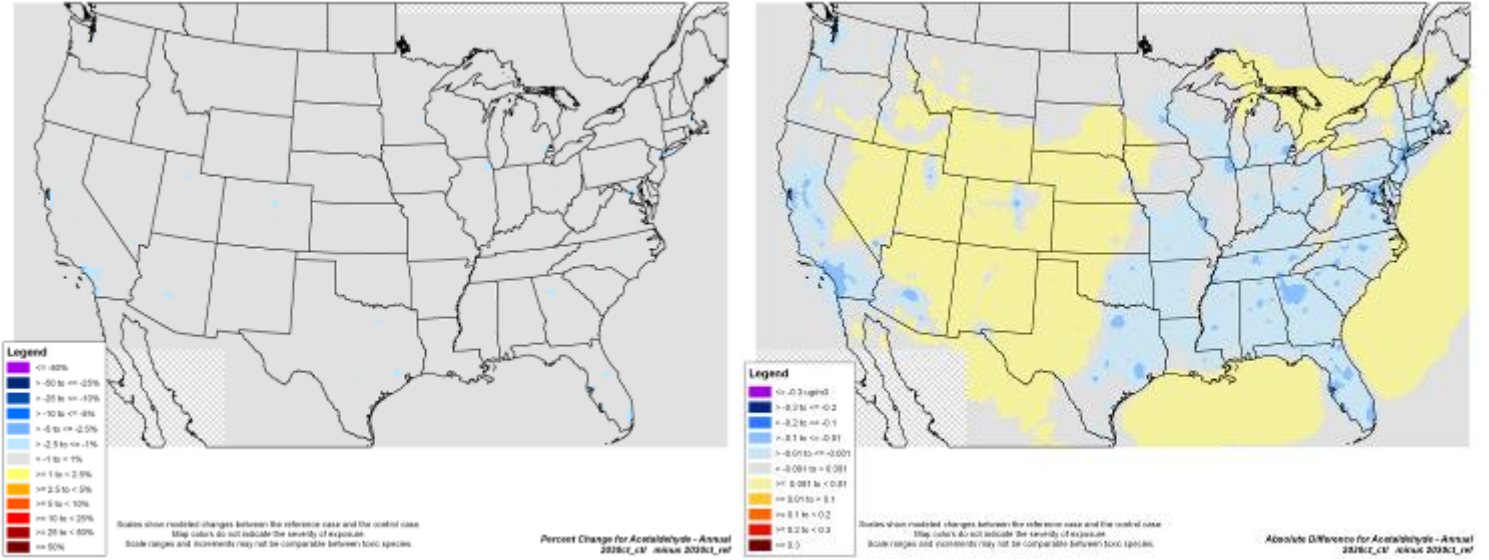 Legend
<= -50%
> -50 to <= -25%
> -25 to <= -10%
> -10 to <= -5%
> -5 to <= -2.5%
> -2.5 to <= -1%
> -1 to < 1%
>= 1 to < 2.5%
>= 2.5 to < 5%
>= 5 to < 10%
>= 10 to < 25%
>= 25 to < 50%
>= 50%
Scales show modeled changes between the reference case and the control case.
Map colors do not indicate the severity of exposure.
Scale ranges and increments may not be comparable between toxic species.
Percent Change for Acetaldehyde - Annual
minus
Legend
<= -0.3 ug/m3
> -0.3 to <= -0.2
> -0.2 to <= -0.1
> -0.1 to <= -0.01
> -0.01 to <= -0.001
> -0.001 to < 0.001
>= 0.001 to < 0.01
>= 0.01 to < 0.1
>= 0.1 to < 0.2
>= 0.2 to < 0.3
>= 0.3
Scales show modeled changes between the reference case and the control case.
Map colors do not indicate the severity of exposure.
Scale ranges and increments may not be comparable between toxic species.
Absolute Difference for Acetaldehyde - Annual
minus